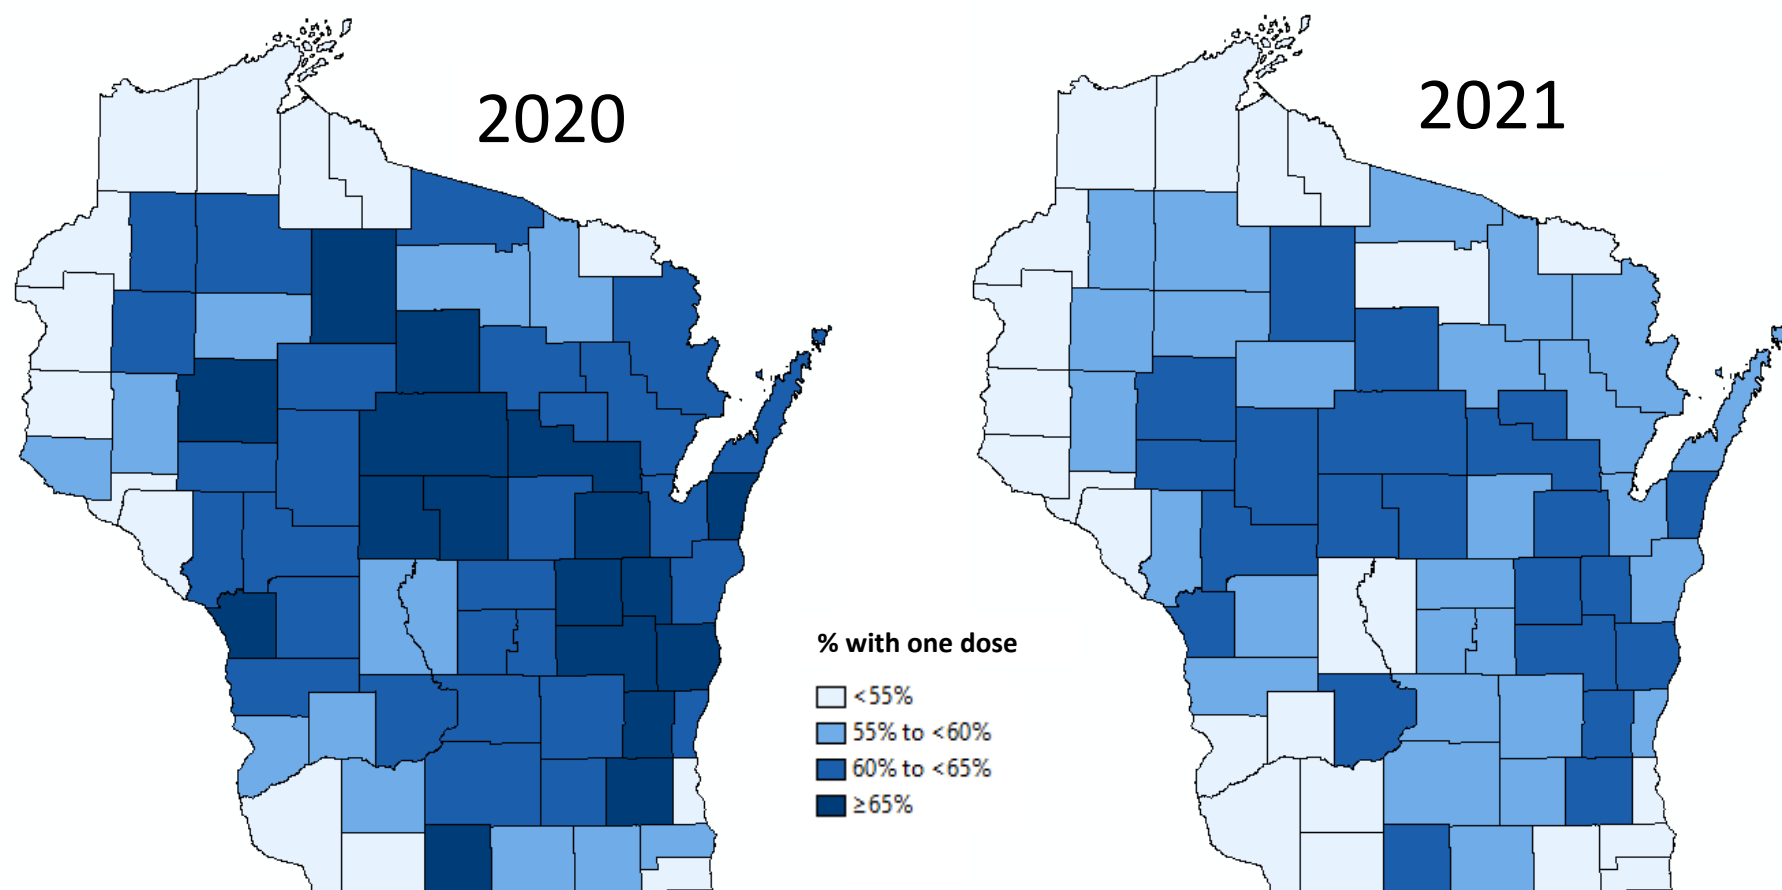 2020
2021
% with one dose
<55%
55% to <60%
60% to <65%
≥65%